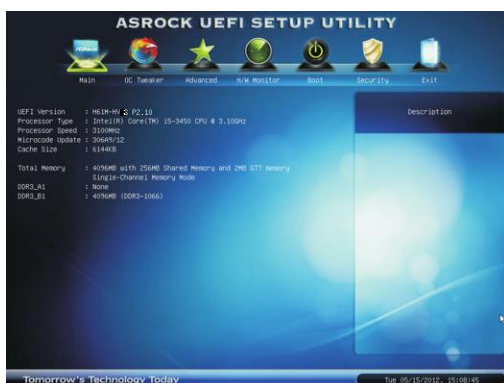 ASROCK UEFI SETUP UTILITY
ASRock
Main OC Tweaker Advanced H/W Monitor Boot Security Exit
UEFI Version : H61M-HVS P2.10
Processor Type : Intel(R) Core(TM) i5-3450 CPU @ 3.10GHz
Processor Speed : 3100MHz
Microcode Update : 306A9/12
Cache Size : 6144KB
Total Memory : 4096MB with 256MB Shared Memory and 2MB GTT memory
Single-Channel Memory Mode
DDR3_A1 : None
DDR3_B1 : 4096MB (DDR3-1066)
Description
Tomorrow's Technology Today
Tue 05/15/2012, 15:08:45